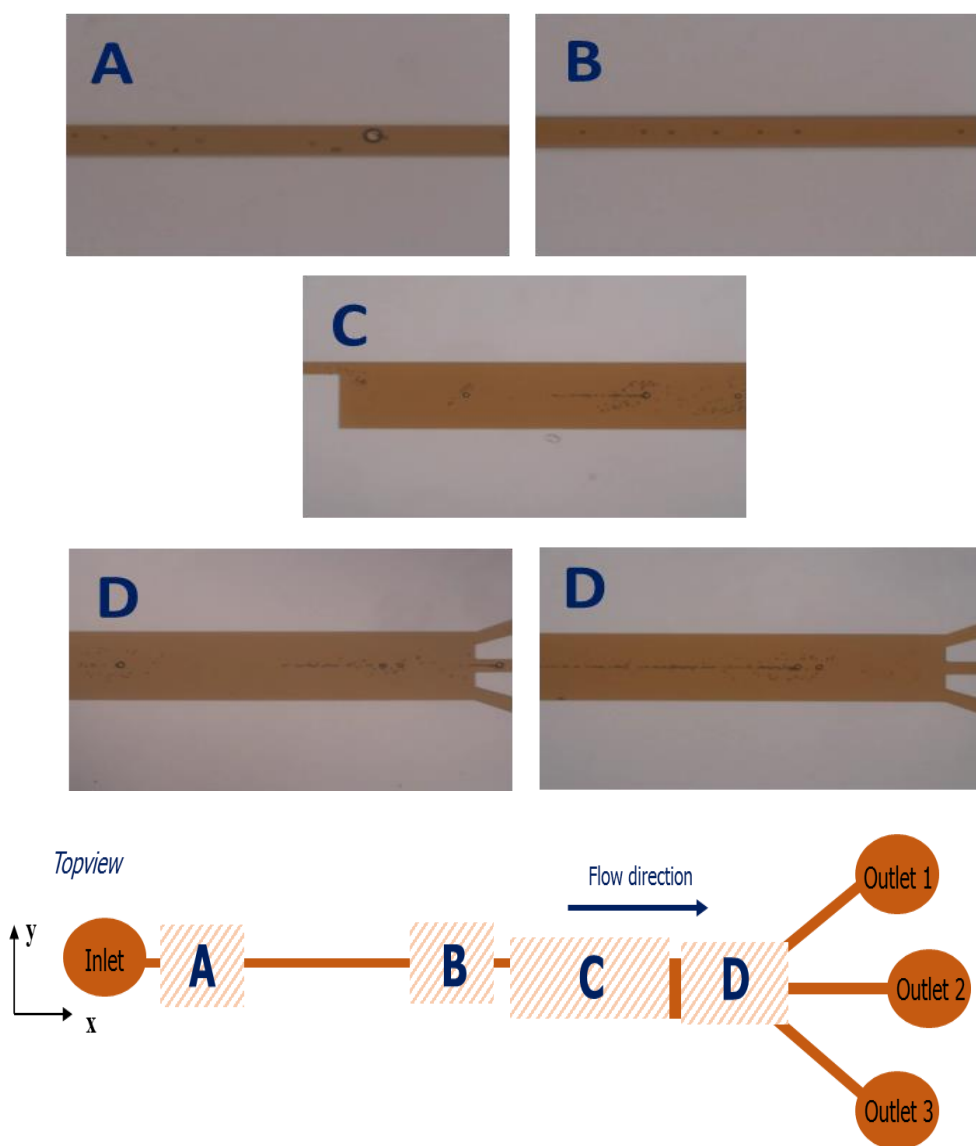 A
B
C
D
D
Topview
Flow direction
Outlet 1
y
Inlet
A
B
C
D
Outlet 2
x
Outlet 3